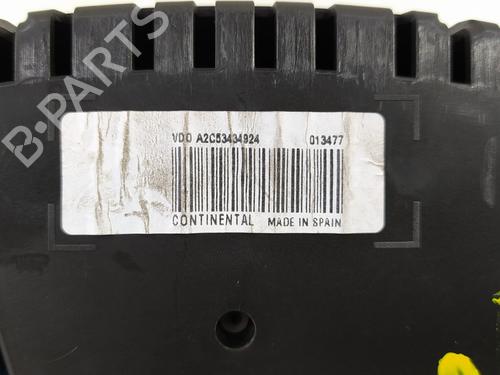 B-PARTS
VDO A2C53434924 013477
CONTINENTAL MADE IN SPAIN